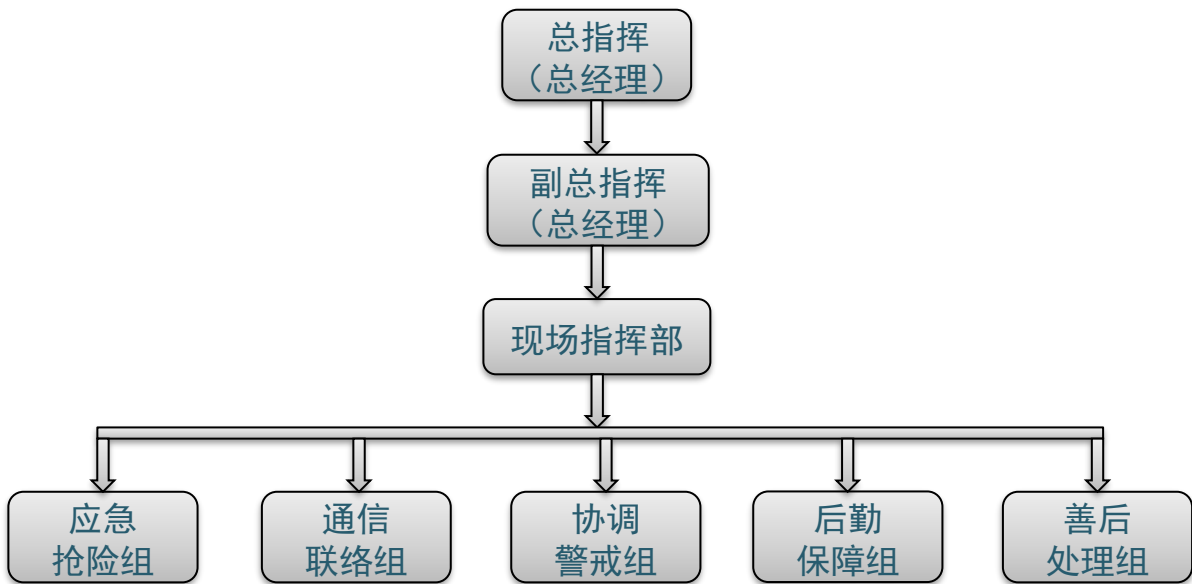 总指挥
（总经理）
副总指挥
（总经理）
现场指挥部
应急
抢险组
通信
联络组
协调
警戒组
后勤
保障组
善后
处理组